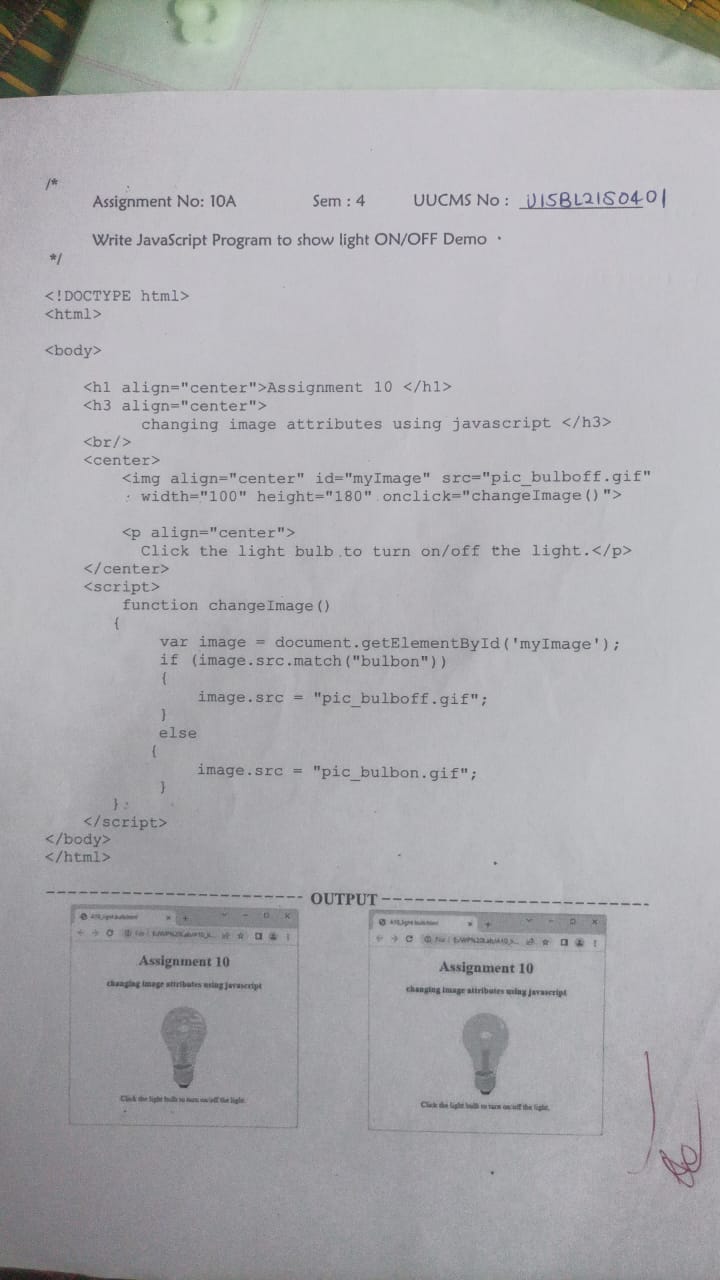 /*
Assignment No: 10A Sem : 4 UUCMS No : U15BL21S0401
Write JavaScript Program to show light ON/OFF Demo
*/
<!DOCTYPE html>
<html>
<body>
<h1 align="center">Assignment 10 </h1>
<h3 align="center">
changing image attributes using javascript </h3>
<br/>
<center>
<img align="center" id="myImage" src="pic_bulboff.gif"
width="100" height="180" onclick="changeImage()">
<p align="center">
Click the light bulb to turn on/off the light.</p>
</center>
<script>
function changeImage()
{
var image = document.getElementById('myImage');
if (image.src.match("bulbon"))
{
image.src = "pic_bulboff.gif";
}
else
{
image.src = "pic_bulbon.gif";
}
}
</script>
</body>
</html>
OUTPUT
Assignment 10
changing image attributes using javascript
Click the light bulb to turn on/off the light.
Assignment 10
changing image attributes using javascript
Click the light bulb to turn on/off the light.